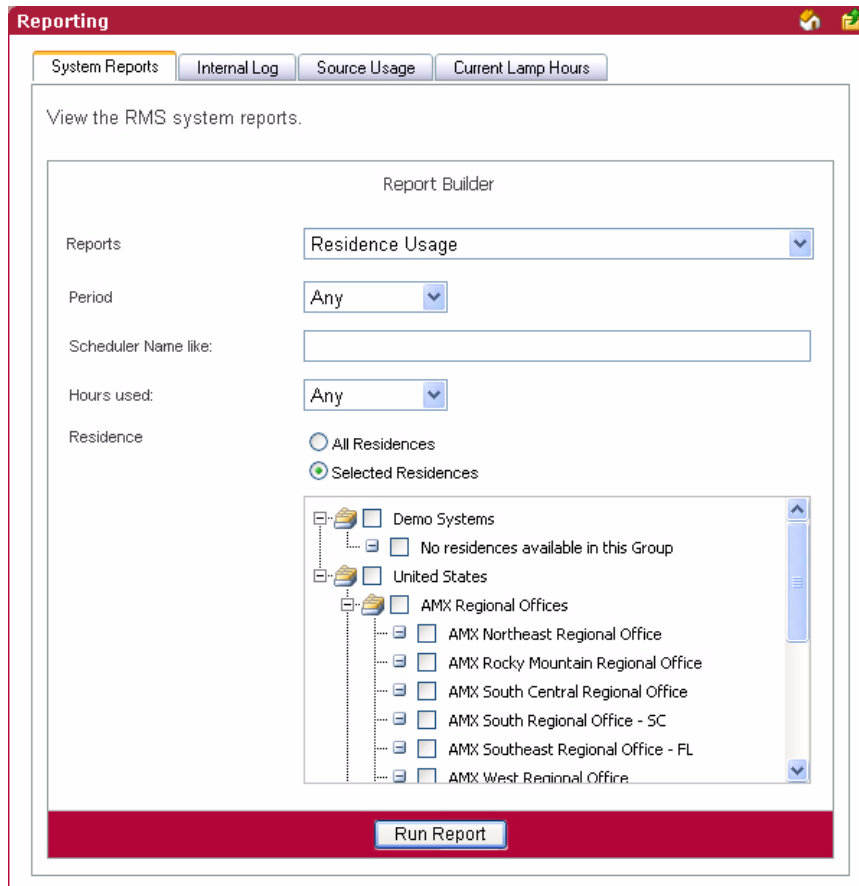 Reporting
System Reports
Internal Log
Source Usage
Current Lamp Hours
View the RMS system reports.
Report Builder
Reports
Residence Usage
Period
Any
Scheduler Name like:
Hours used:
Any
Residence
All Residences
Selected Residences
Demo Systems
No residences available in this Group
United States
AMX Regional Offices
AMX Northeast Regional Office
AMX Rocky Mountain Regional Office
AMX South Central Regional Office
AMX South Regional Office - SC
AMX Southeast Regional Office - FL
AMX West Regional Office
Run Report